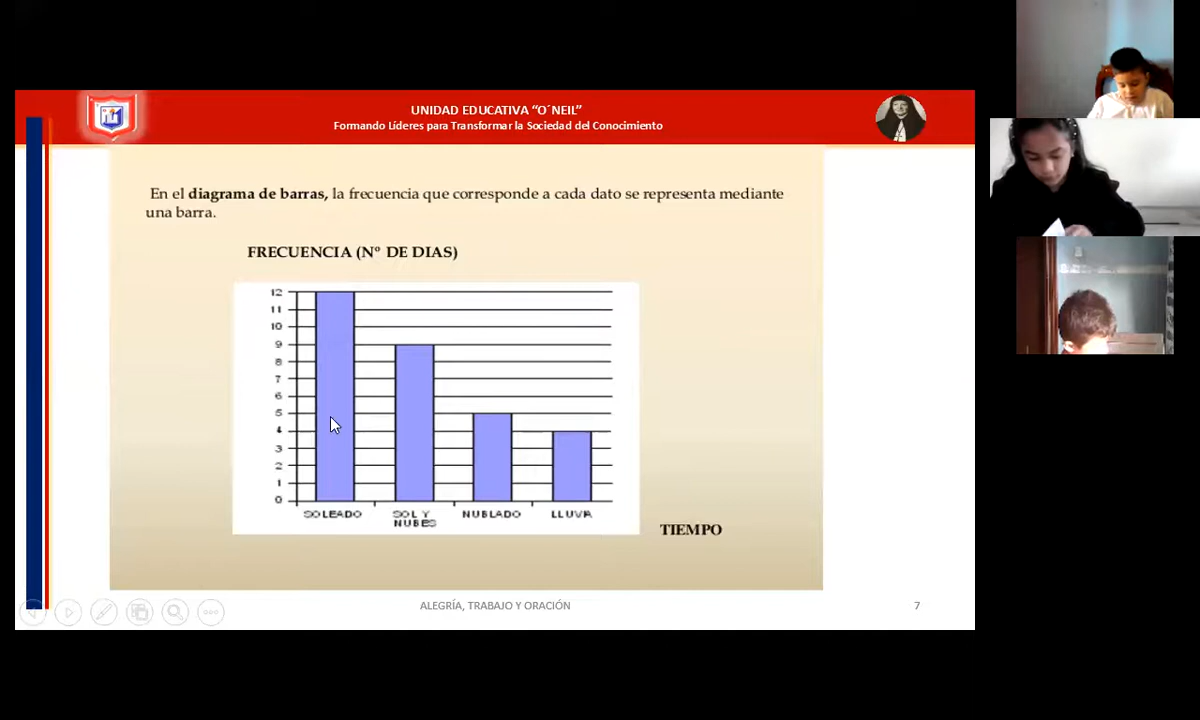 UNIDAD EDUCATIVA “O´NEIL”
Formando Líderes para Transformar la Sociedad del Conocimiento
En el diagrama de barras, la frecuencia que corresponde a cada dato se representa mediante
una barra.
FRECUENCIA (Nº DE DIAS)
12
11
10
9
8
7
6
5
4
3
2
1
0
SOLEADO
SOL Y
NUBES
NUBLADO
LLUVIA
TIEMPO
ALEGRÍA, TRABAJO Y ORACIÓN
7